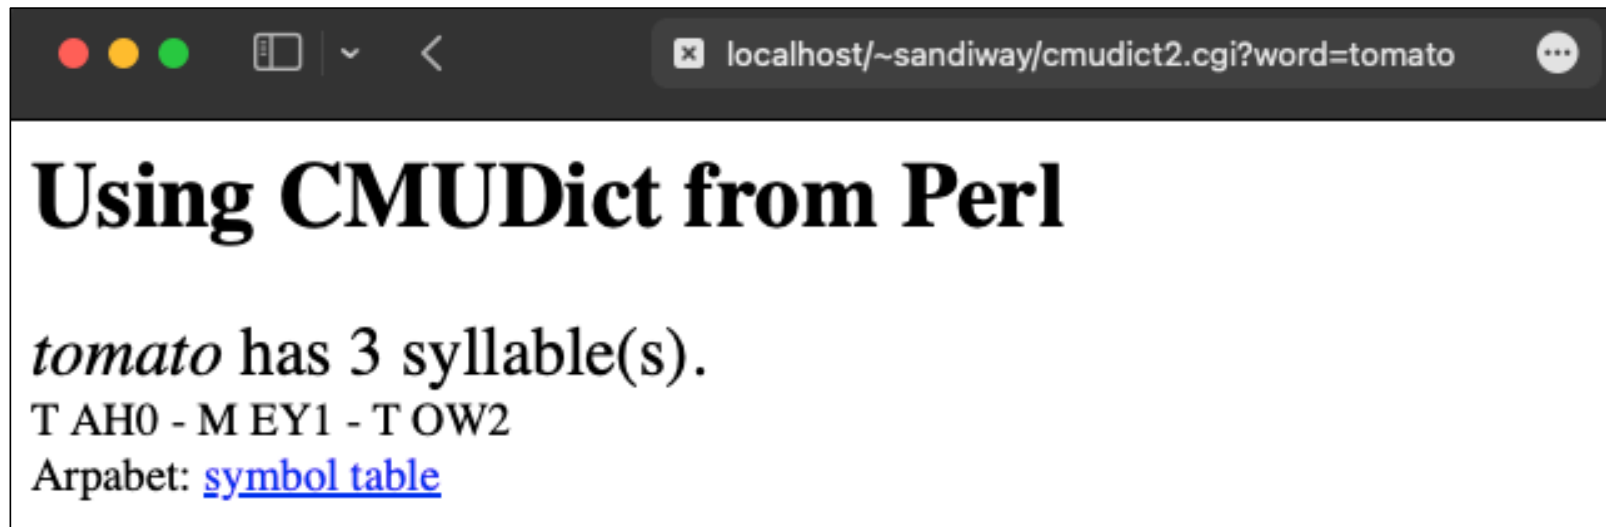 localhost/~sandiway/cmudict2.cgi?word=tomato
Using CMUDict from Perl
tomato has 3 syllable(s).
T AH0 - M EY1 - T OW2
Arpabet: symbol table